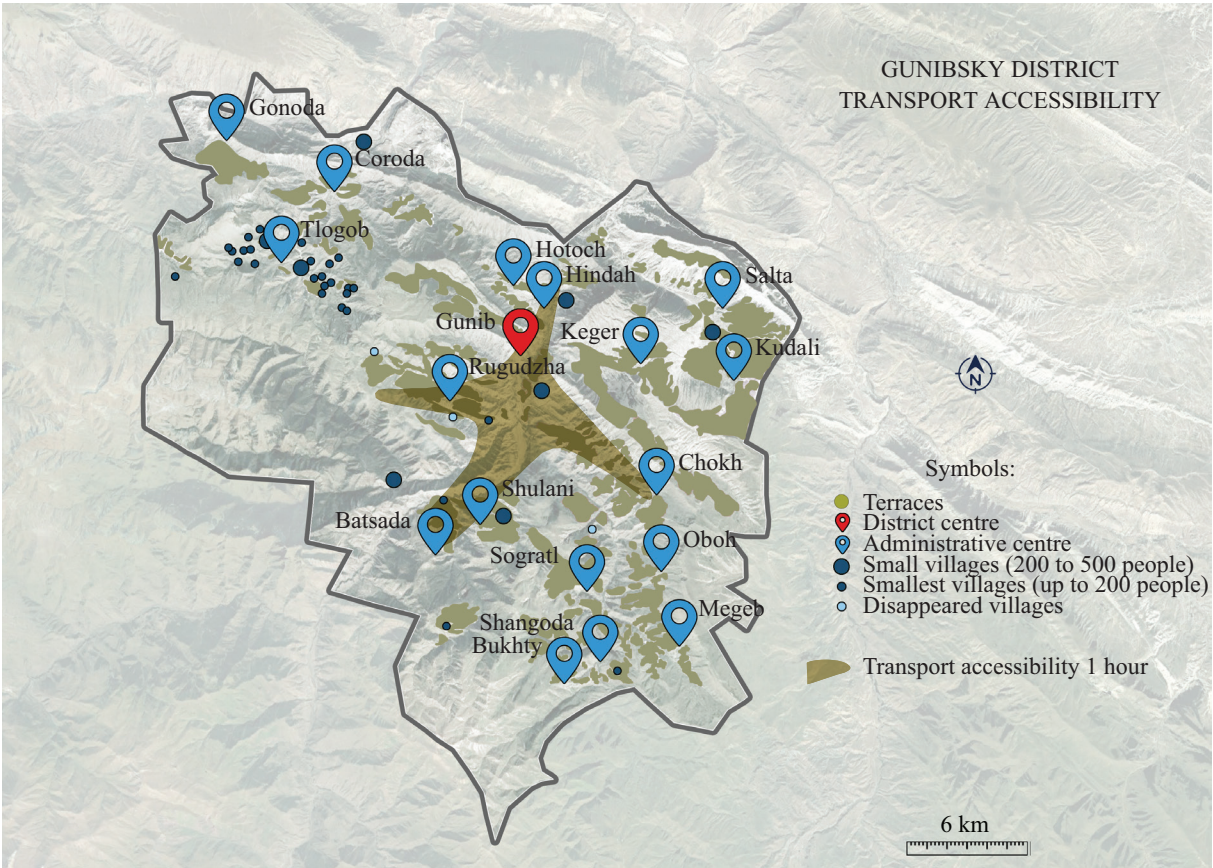 GUNIBSKY DISTRICT
TRANSPORT ACCESSIBILITY
Gonoda
Coroda
Tlogob
Hotoch
Hindah
Salta
Gunib
Keger
Kudali
Rugudzha
N
Chokh
Shulani
Batsada
Oboh
Sogratl
Megeb
Shangoda
Bukhty
Symbols:
Terraces
District centre
Administrative centre
Small villages (200 to 500 people)
Smallest villages (up to 200 people)
Disappeared villages
Transport accessibility 1 hour
6 km